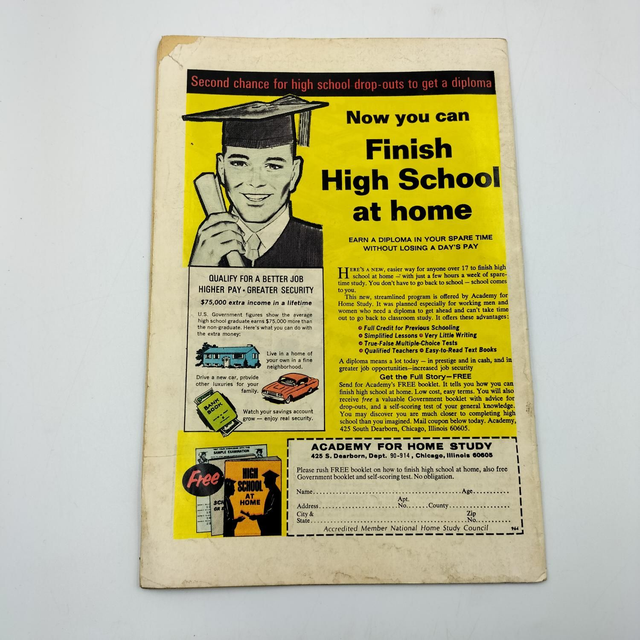 Second chance for high school drop-outs to get a diploma
Now you can
Finish
High School
at home
EARN A DIPLOMA IN YOUR SPARE TIME
WITHOUT LOSING A DAY'S PAY
HERE'S A NEW, easier way for anyone over 17 to finish high
school at home — with just a few hours a week of spare-
time study. You don't have to go back to school — school comes
to you.
This new, streamlined program is offered by Academy for
Home Study. It was planned especially for working men and
women who need a diploma to get ahead and can't take time
out to go back to classroom study. It offers these advantages:
Full Credit for Previous Schooling
Simplified Lessons Very Little Writing
True-False Multiple-Choice Tests
Qualified Teachers Easy-to-Read Text Books
A diploma means a lot today — in prestige and in cash, and in
greater job opportunities—increased job security
Get the Full Story—FREE
Send for Academy's FREE booklet. It tells you how you can
finish high school at home. Low cost, easy terms. You will also
receive free a valuable Government booklet with advice for
drop-outs, and a self-scoring test of your general knowledge.
You may discover you are much closer to completing high
school than you imagined. Mail coupon below today. Academy,
425 South Dearborn, Chicago, Illinois 60605.
QUALIFY FOR A BETTER JOB
HIGHER PAY - GREATER SECURITY
$75,000 extra income in a lifetime
U.S. Government figures show the average
high school graduate earns $75,000 more than
the non-graduate. Here's what you can do with
the extra money:
Live in a home of
your own in a fine
neighborhood.
Drive a new car, provide
other luxuries for your
family.
BANK
BOOK
Watch your savings account
grow — enjoy real security.
SAMPLE EXAMINATION
Free
HIGH
SCHOOL
AT
HOME
ACADEMY FOR HOME STUDY
425 S. Dearborn, Dept. 90-914, Chicago, Illinois 60605
Please rush FREE booklet on how to finish high school at home, also free
Government booklet and self-scoring test. No obligation.
Name Age
Apt.
Address No. County
City & Zip
State No.
Accredited Member National Home Study Council